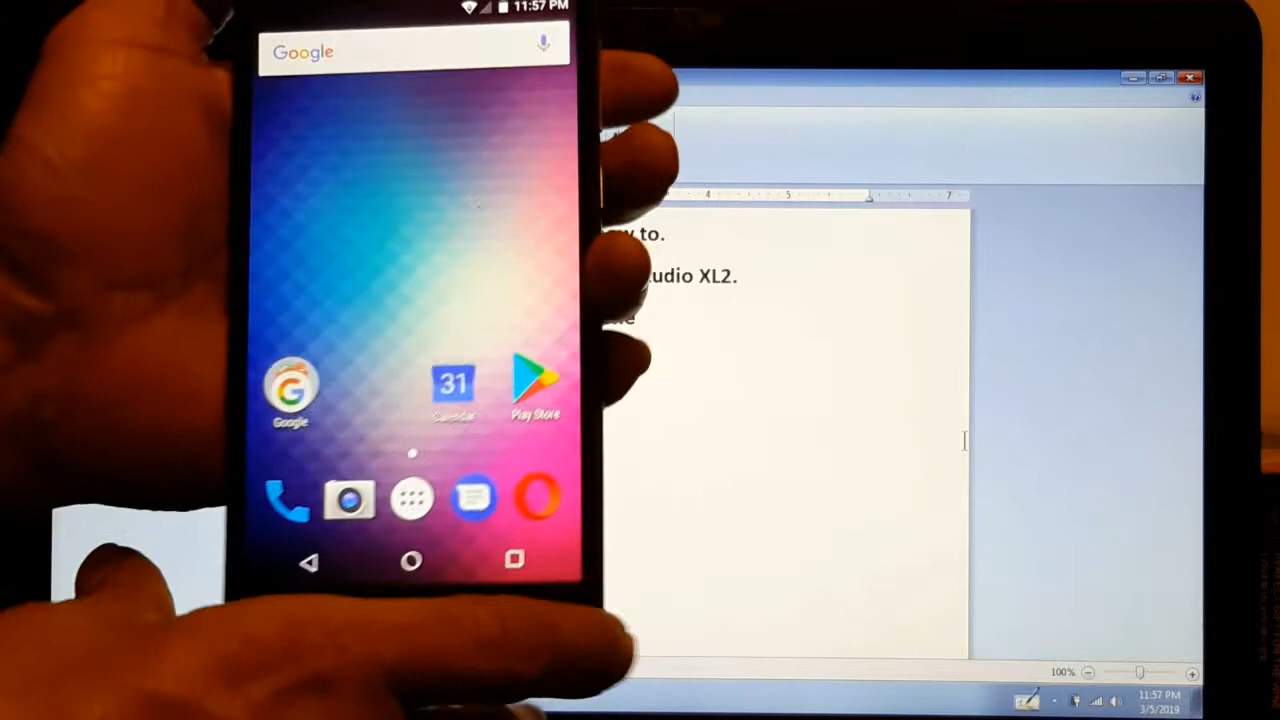 11:57 PM
Google
31
Calendar
Google
Play Store
4 5 7
to.
udio XL2.
100%
11:57 PM
3/5/2019